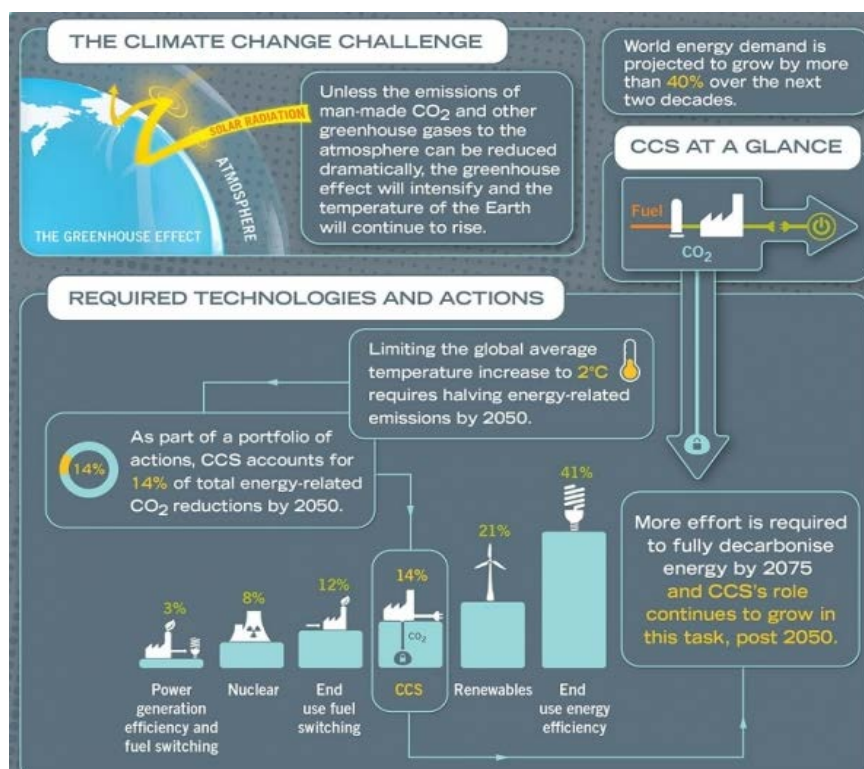 THE CLIMATE CHANGE CHALLENGE
SOLAR RADIATION
ATMOSPHERE
THE GREENHOUSE EFFECT
Unless the emissions of
man-made CO₂ and other
greenhouse gases to the
atmosphere can be reduced
dramatically, the greenhouse
effect will intensify and the
temperature of the Earth
will continue to rise.
World energy demand is
projected to grow by more
than 40% over the next
two decades.
CCS AT A GLANCE
Fuel
CO₂
REQUIRED TECHNOLOGIES AND ACTIONS
Limiting the global average
temperature increase to 2°C
requires halving energy-related
emissions by 2050.
14%
As part of a portfolio of
actions, CCS accounts for
14% of total energy-related
CO₂ reductions by 2050.
3%
Power
generation
efficiency and
fuel switching
8%
Nuclear
12%
End
use fuel
switching
14%
CO₂
CCS
21%
Renewables
41%
End
use energy
efficiency
More effort is required
to fully decarbonise
energy by 2075
and CCS's role
continues to grow in
this task, post 2050.